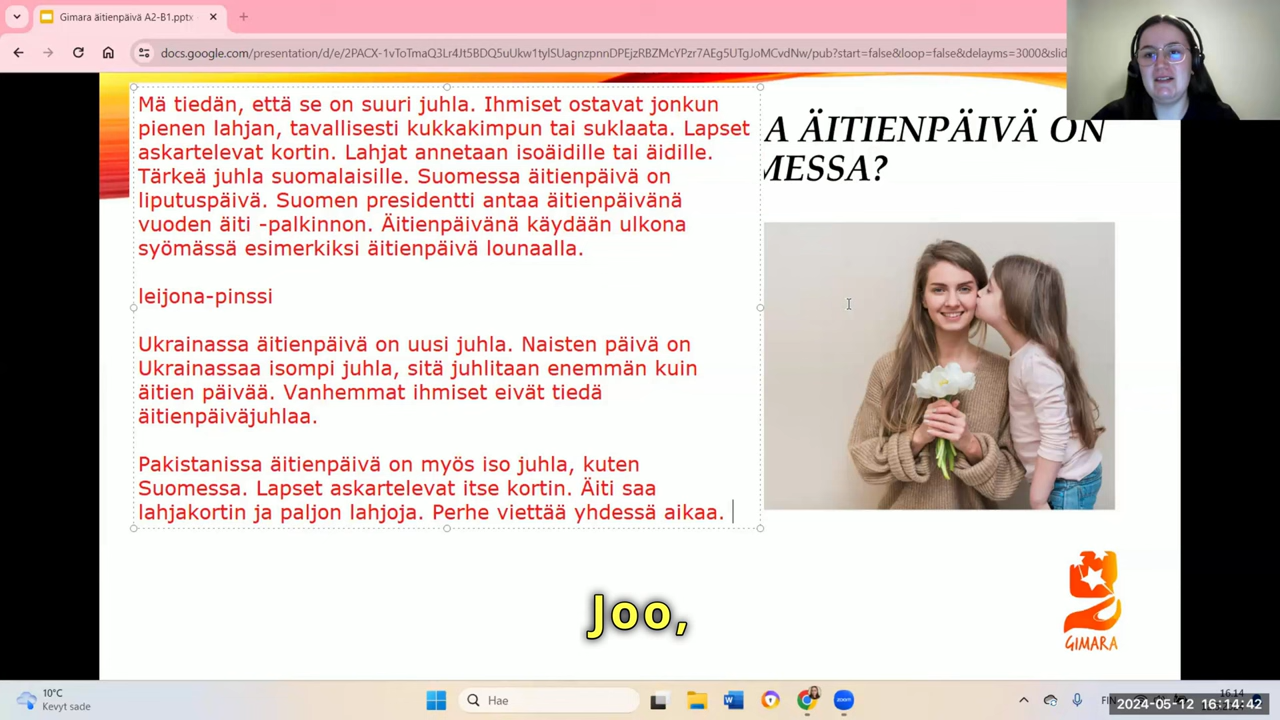 Gimara äitienpäivä A2-B1.pptx
docs.google.com/presentation/d/e/2PACX-1vToTmaQ3Lr4Jt5BDQ5uUkw1tylSUagnzpnnDPEjzRBZMcYPzr7AEg5UTgJoMCvdNw/pub?start=false&loop=false&delayms=3000&slid
Mä tiedän, että se on suuri juhla. Ihmiset ostavat jonkun
pienen lahjan, tavallisesti kukkakimpun tai suklaata. Lapset
askartelevat kortin. Lahjat annetaan isoäidille tai äidille.
Tärkeä juhla suomalaisille. Suomessa äitienpäivä on
liputuspäivä. Suomen presidentti antaa äitienpäivänä
vuoden äiti -palkinnon. Äitienpäivänä käydään ulkona
syömässä esimerkiksi äitienpäivä lounaalla.
leijona-pinssi
Ukrainassa äitienpäivä on uusi juhla. Naisten päivä on
Ukrainassaa isompi juhla, sitä juhlitaan enemmän kuin
äitien päivää. Vanhemmat ihmiset eivät tiedä
äitienpäiväjuhlaa.
Pakistanissa äitienpäivä on myös iso juhla, kuten
Suomessa. Lapset askartelevat itse kortin. Äiti saa
lahjakortin ja paljon lahjoja. Perhe viettää yhdessä aikaa.
A ÄITIENPÄIVÄ ON
MESSA?
GIMARA
Joo,
10°C
Kevyt sade
Hae
FIN
16.14
2024-05-12 16:14:42